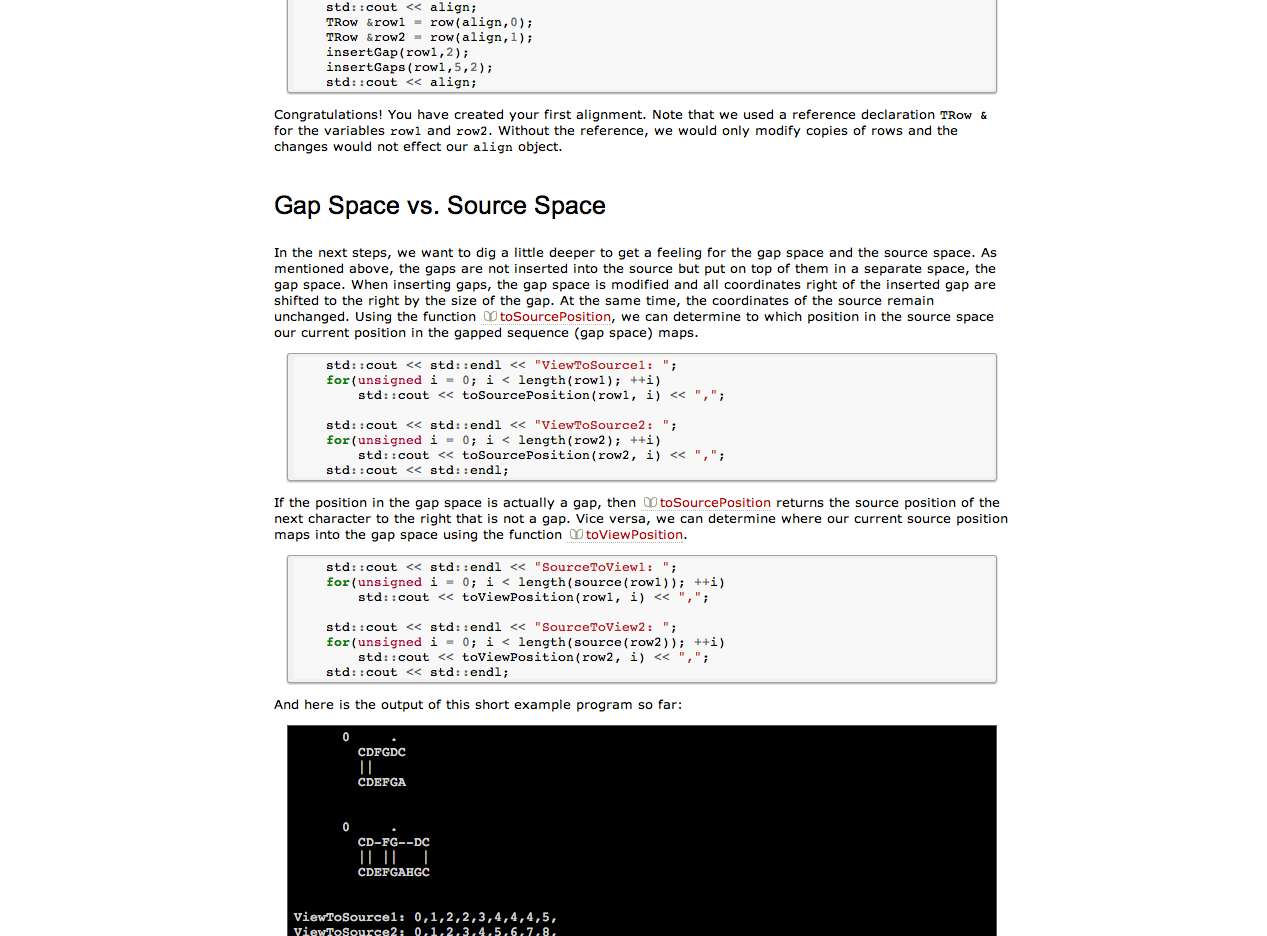 std::cout << align;
TRow &row1 = row(align,0);
TRow &row2 = row(align,1);
insertGap(row1,2);
insertGaps(row1,5,2);
std::cout << align;
Congratulations! You have created your first alignment. Note that we used a reference declaration TRow &
for the variables row1 and row2. Without the reference, we would only modify copies of rows and the
changes would not effect our align object.
Gap Space vs. Source Space
In the next steps, we want to dig a little deeper to get a feeling for the gap space and the source space. As
mentioned above, the gaps are not inserted into the source but put on top of them in a separate space, the
gap space. When inserting gaps, the gap space is modified and all coordinates right of the inserted gap are
shifted to the right by the size of the gap. At the same time, the coordinates of the source remain
unchanged. Using the function toSourcePosition, we can determine to which position in the source space
our current position in the gapped sequence (gap space) maps.
std::cout << std::endl << "ViewToSource1: ";
for(unsigned i = 0; i < length(row1); ++i)
    std::cout << toSourcePosition(row1, i) << ",";
std::cout << std::endl << "ViewToSource2: ";
for(unsigned i = 0; i < length(row2); ++i)
    std::cout << toSourcePosition(row2, i) << ",";
std::cout << std::endl;
If the position in the gap space is actually a gap, then toSourcePosition returns the source position of the
next character to the right that is not a gap. Vice versa, we can determine where our current source position
maps into the gap space using the function toViewPosition.
std::cout << std::endl << "SourceToView1: ";
for(unsigned i = 0; i < length(source(row1)); ++i)
    std::cout << toViewPosition(row1, i) << ",";
std::cout << std::endl << "SourceToView2: ";
for(unsigned i = 0; i < length(source(row2)); ++i)
    std::cout << toViewPosition(row2, i) << ",";
std::cout << std::endl;
And here is the output of this short example program so far:
0     .
  CDFGDC
  ||
  CDEFGA
0     .
  CD-FG--DC
  || ||   |
  CDEFGAHGC
ViewToSource1: 0,1,2,2,3,4,4,4,5,
ViewToSource2: 0,1,2,3,4,5,6,7,8,